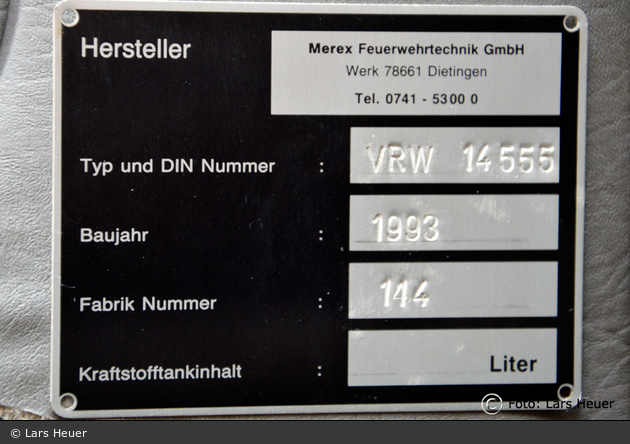 Hersteller
Merex Feuerwehrtechnik GmbH
Werk 78661 Dietingen
Tel. 0741 - 5300 0
Typ und DIN Nummer : VRW 14555
Baujahr : 1993
Fabrik Nummer : 144
Kraftstofftankinhalt : Liter
© Foto: Lars Heuer
© Lars Heuer